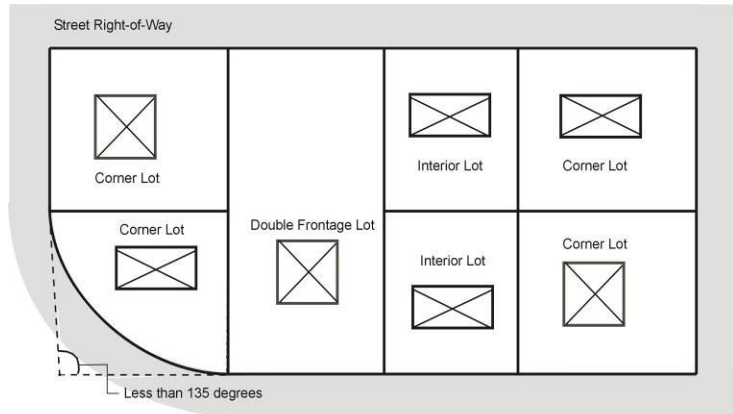 Street Right-of-Way
Corner Lot
Interior Lot
Corner Lot
Corner Lot
Double Frontage Lot
Interior Lot
Corner Lot
Less than 135 degrees